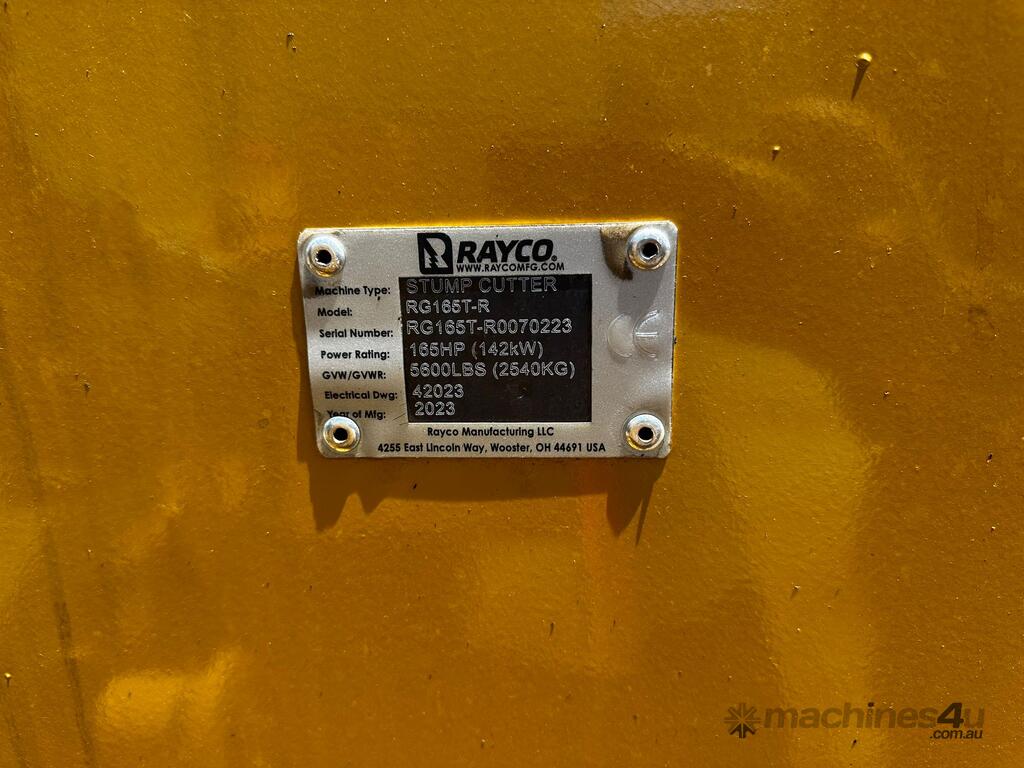 RAYCO®
WWW.RAYCOMFG.COM
Machine Type: STUMP CUTTER
Model: RG165T-R
Serial Number: RG165T-R0070223
Power Rating: 165HP (142kW)
GVW/GVWR: 5600LBS (2540KG)
Electrical Dwg: 42023
Year of Mfg: 2023
CE
Rayco Manufacturing LLC
4255 East Lincoln Way, Wooster, OH 44691 USA
machines4u
.com.au